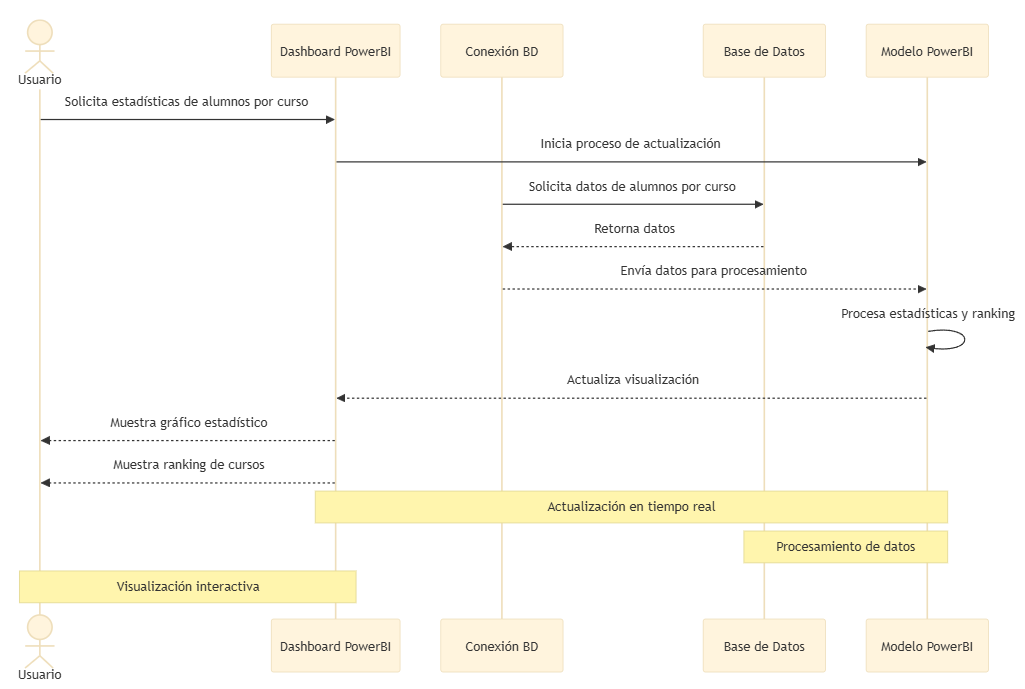 Usuario
Dashboard PowerBI
Conexión BD
Base de Datos
Modelo PowerBI
Solicita estadísticas de alumnos por curso
Inicia proceso de actualización
Solicita datos de alumnos por curso
Retorna datos
Envía datos para procesamiento
Procesa estadísticas y ranking
Actualiza visualización
Muestra gráfico estadístico
Muestra ranking de cursos
Actualización en tiempo real
Procesamiento de datos
Visualización interactiva
Usuario
Dashboard PowerBI
Conexión BD
Base de Datos
Modelo PowerBI